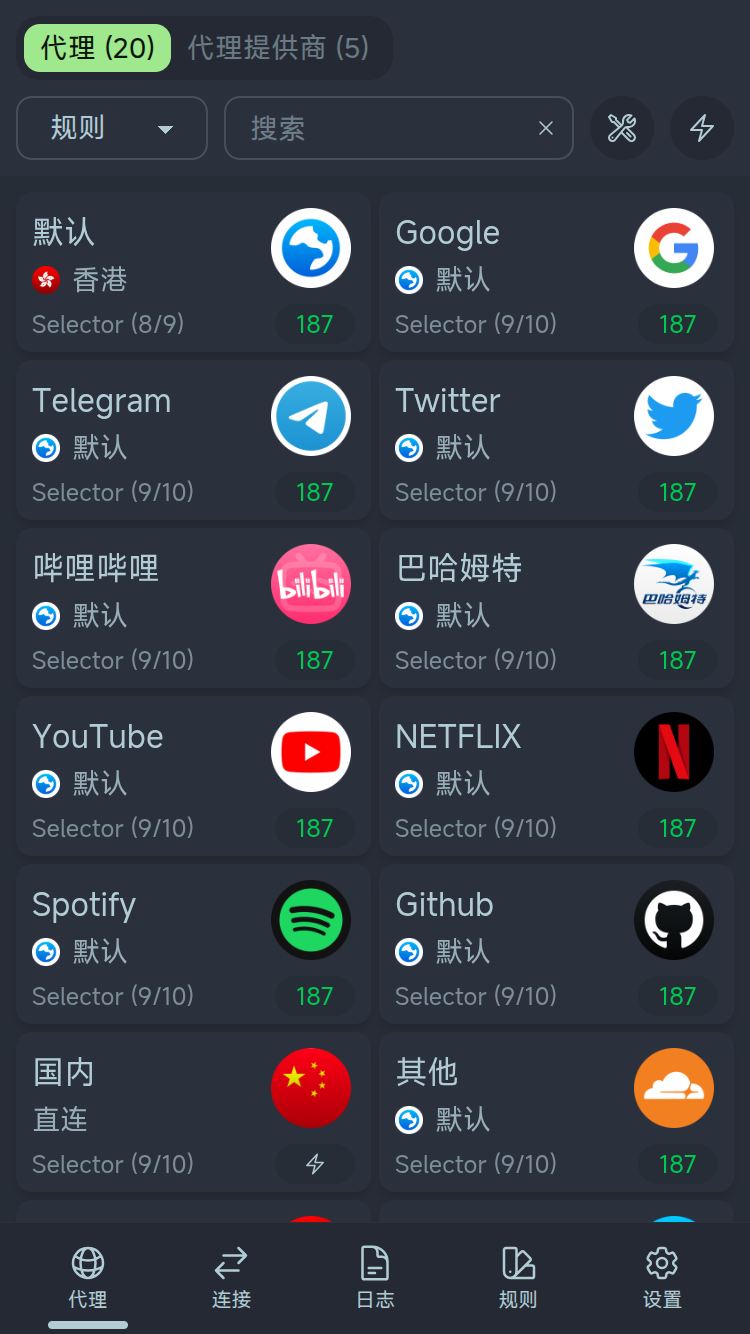 代理 (20) 代理提供商 (5)
规则 搜索
默认
香港
Selector (8/9) 187
Google
默认
Selector (9/10) 187
Telegram
默认
Selector (9/10) 187
Twitter
默认
Selector (9/10) 187
哔哩哔哩
bilibili
默认
Selector (9/10) 187
巴哈姆特
巴哈姆特
默认
Selector (9/10) 187
YouTube
默认
Selector (9/10) 187
NETFLIX
默认
Selector (9/10) 187
Spotify
默认
Selector (9/10) 187
Github
默认
Selector (9/10) 187
国内
直连
Selector (9/10)
其他
默认
Selector (9/10) 187
代理 连接 日志 规则 设置